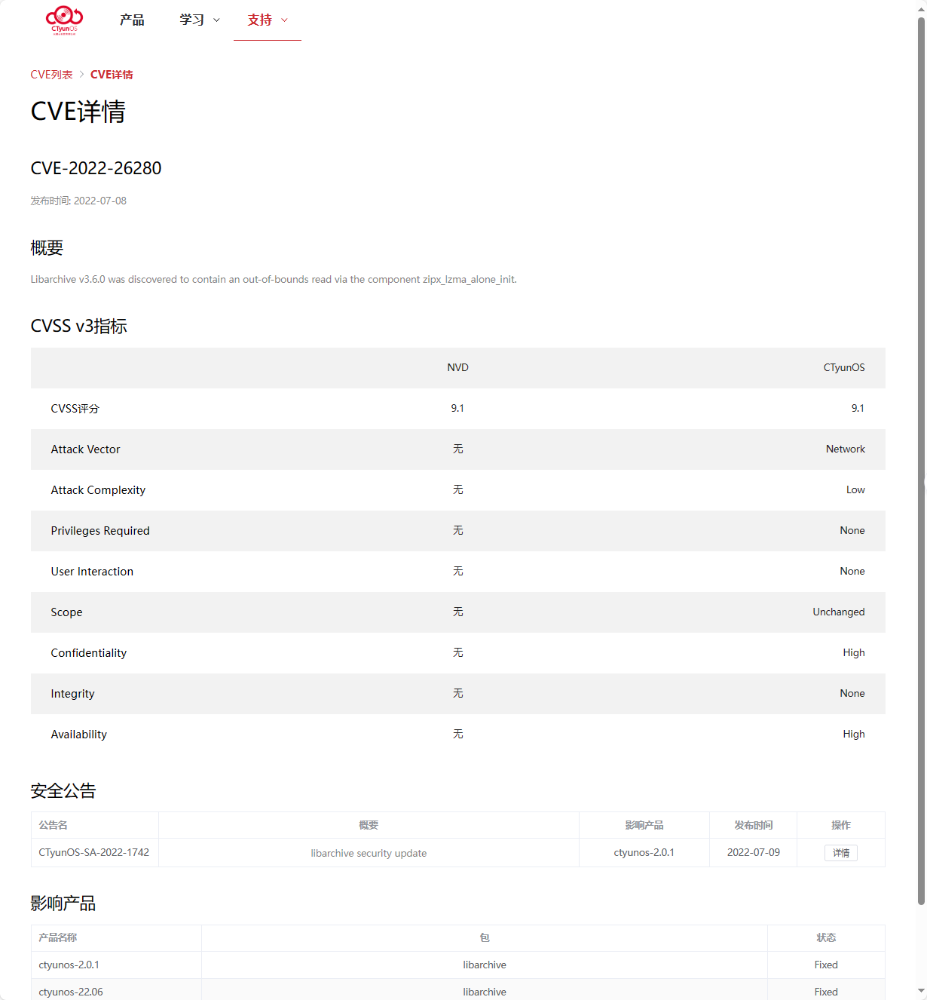 CTyunOS
产品
学习
支持
CVE列表 > CVE详情
CVE详情
CVE-2022-26280
发布时间: 2022-07-08
概要
Libarchive v3.6.0 was discovered to contain an out-of-bounds read via the component zipx_lzma_alone_init.
CVSS v3指标
NVD CTyunOS
CVSS评分 9.1 9.1
Attack Vector 无 Network
Attack Complexity 无 Low
Privileges Required 无 None
User Interaction 无 None
Scope 无 Unchanged
Confidentiality 无 High
Integrity 无 None
Availability 无 High
安全公告
公告名 概要 影响产品 发布时间 操作
CTyunOS-SA-2022-1742 libarchive security update ctyunos-2.0.1 2022-07-09 详情
影响产品
产品名称 包 状态
ctyunos-2.0.1 libarchive Fixed
ctyunos-22.06 libarchive Fixed